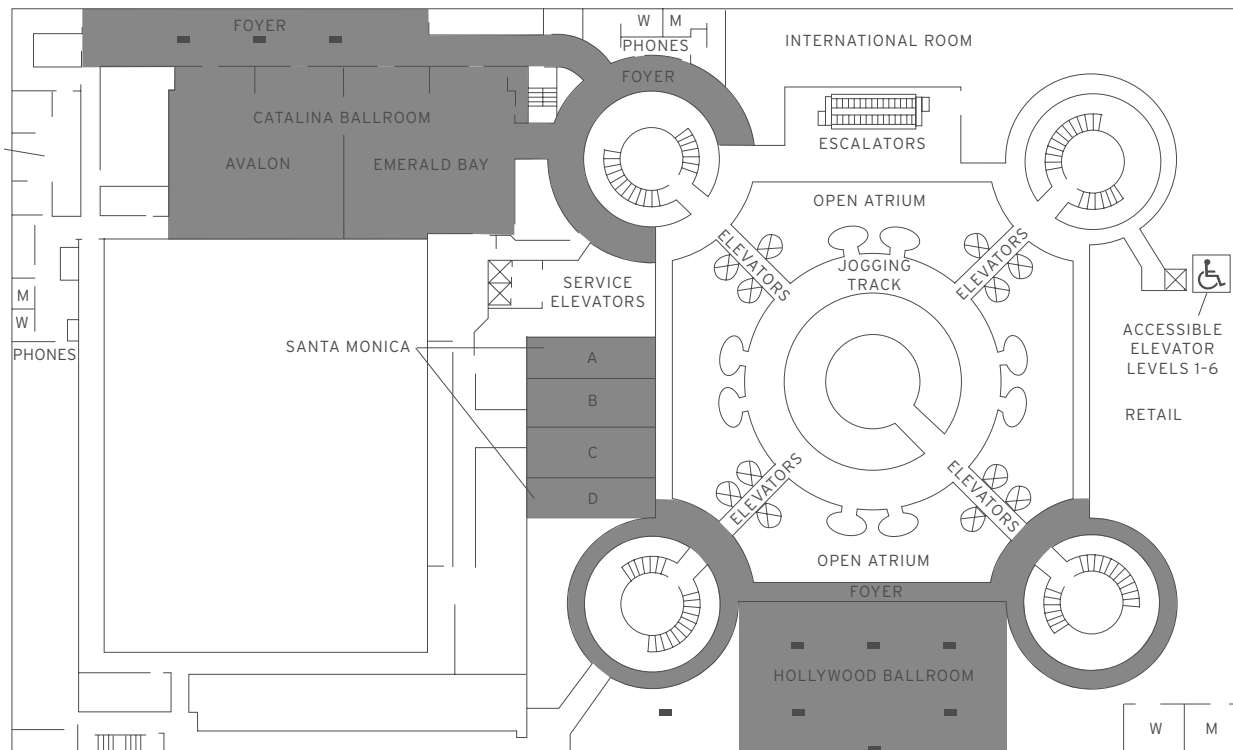 FOYER
W
M
PHONES
INTERNATIONAL ROOM
FOYER
CATALINA BALLROOM
ESCALATORS
AVALON
EMERALD BAY
OPEN ATRIUM
ELEVATORS
ELEVATORS
JOGGING
TRACK
SERVICE
ELEVATORS
M
W
PHONES
ACCESSIBLE
ELEVATOR
LEVELS 1-6
SANTA MONICA
A
B
RETAIL
C
D
ELEVATORS
ELEVATORS
OPEN ATRIUM
FOYER
HOLLYWOOD BALLROOM
W
M